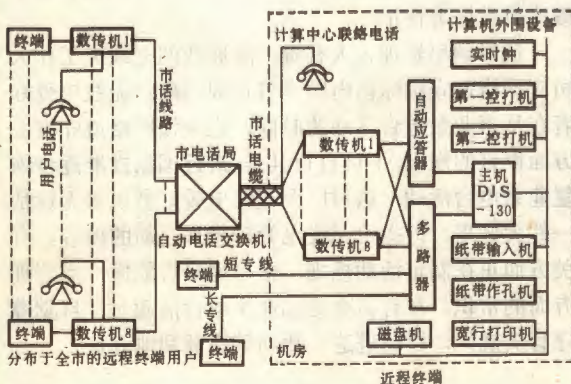 终端
数传机1
用户电话
终端
数传机8
分布于全市的远程终端用户
市话线路
市电话局
自动电话交换机
市话电缆
终端
短专线
长专线
终端
计算中心联络电话
数传机1
数传机8
自动应答器
多路器
机房
磁盘机
近程终端
计算机外围设备
实时钟
第一控打机
第二控打机
主机
DJS
-130
纸带输入机
纸带作孔机
宽行打印机